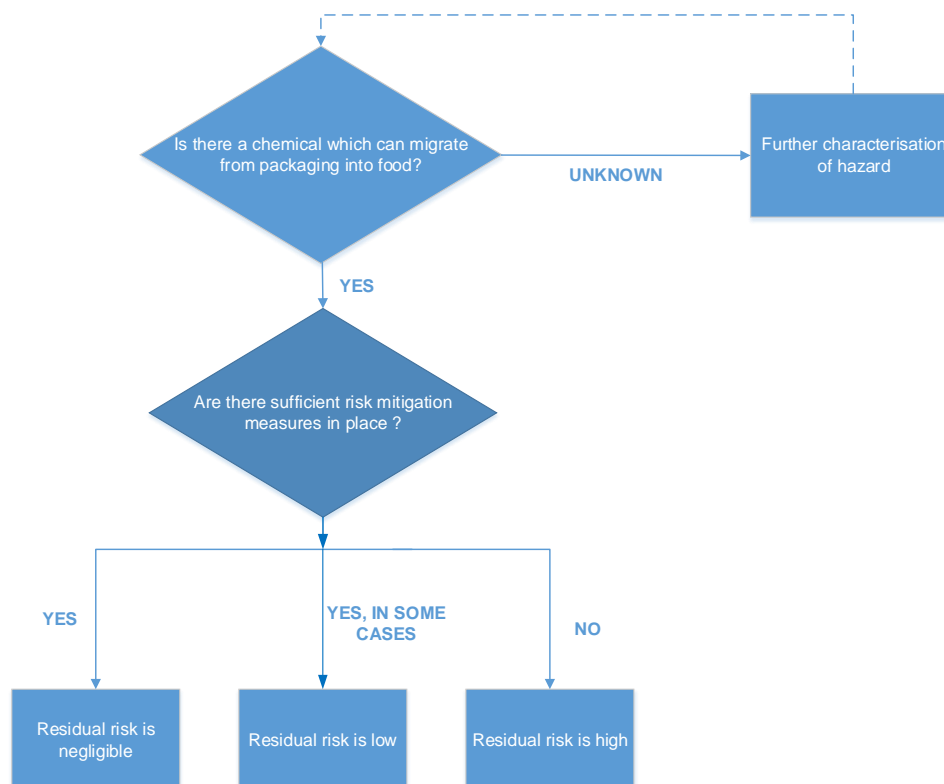 Is there a chemical which can migrate
from packaging into food?
Further characterisation
of hazard
UNKNOWN
YES
Are there sufficient risk mitigation
measures in place ?
YES
YES, IN SOME
CASES
NO
Residual risk is
negligible
Residual risk is low
Residual risk is high